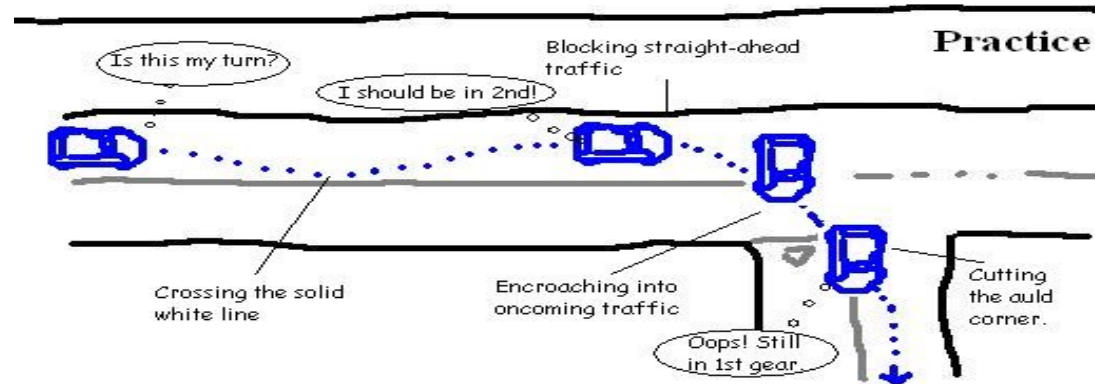 Practice
Is this my turn?
I should be in 2nd!
Blocking straight-ahead
traffic
Crossing the solid
white line
Encroaching into
oncoming traffic
Cutting
the auld
corner.
Oops! Still
in 1st gear